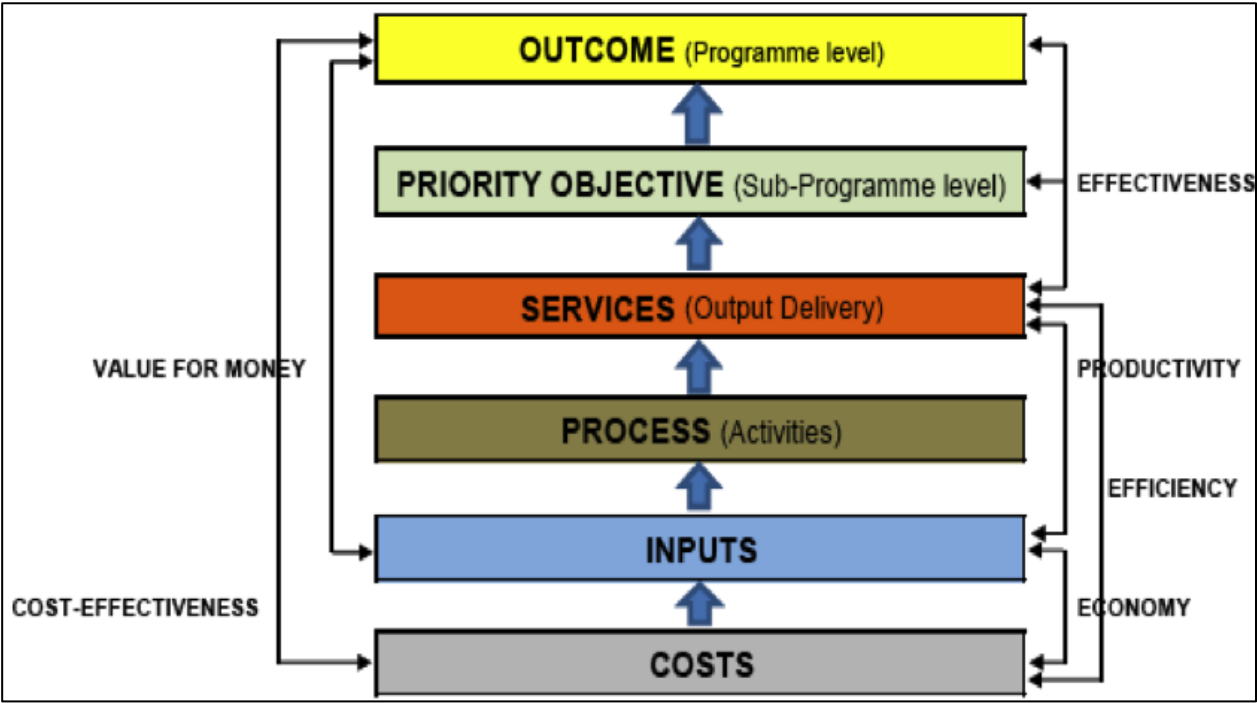 OUTCOME (Programme level)
PRIORITY OBJECTIVE (Sub-Programme level)
EFFECTIVENESS
SERVICES (Output Delivery)
VALUE FOR MONEY
PRODUCTIVITY
PROCESS (Activities)
EFFICIENCY
INPUTS
COST-EFFECTIVENESS
ECONOMY
COSTS